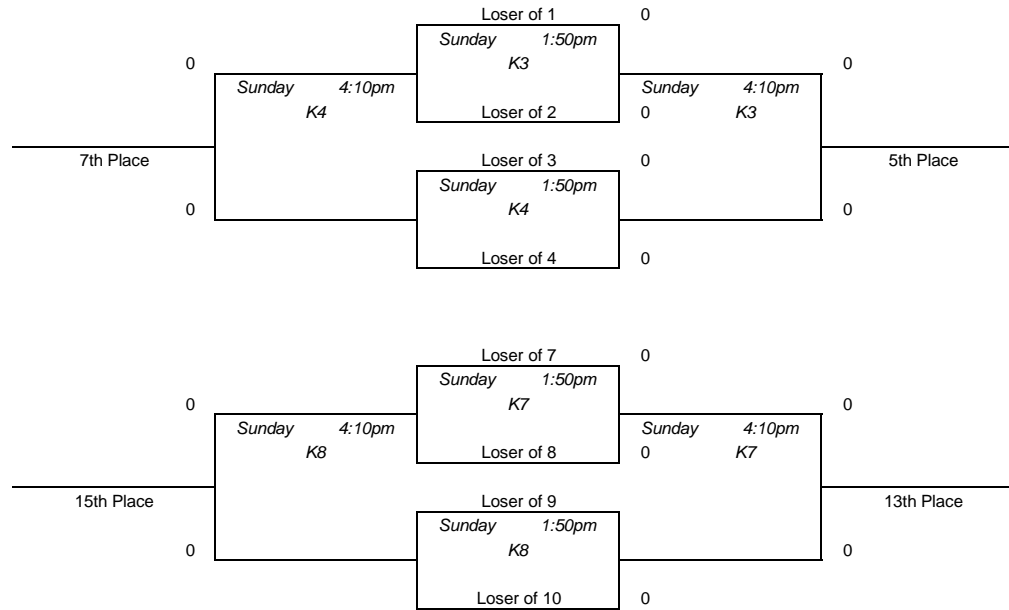 Loser of 1 0
Sunday 1:50pm
0 K3 0
Sunday 4:10pm Sunday 4:10pm
K4 Loser of 2 0 K3
7th Place Loser of 3 0 5th Place
Sunday 1:50pm
0 K4 0
Loser of 4 0
Loser of 7 0
Sunday 1:50pm
0 K7 0
Sunday 4:10pm Sunday 4:10pm
K8 Loser of 8 0 K7
15th Place Loser of 9 13th Place
Sunday 1:50pm
0 K8 0
Loser of 10 0